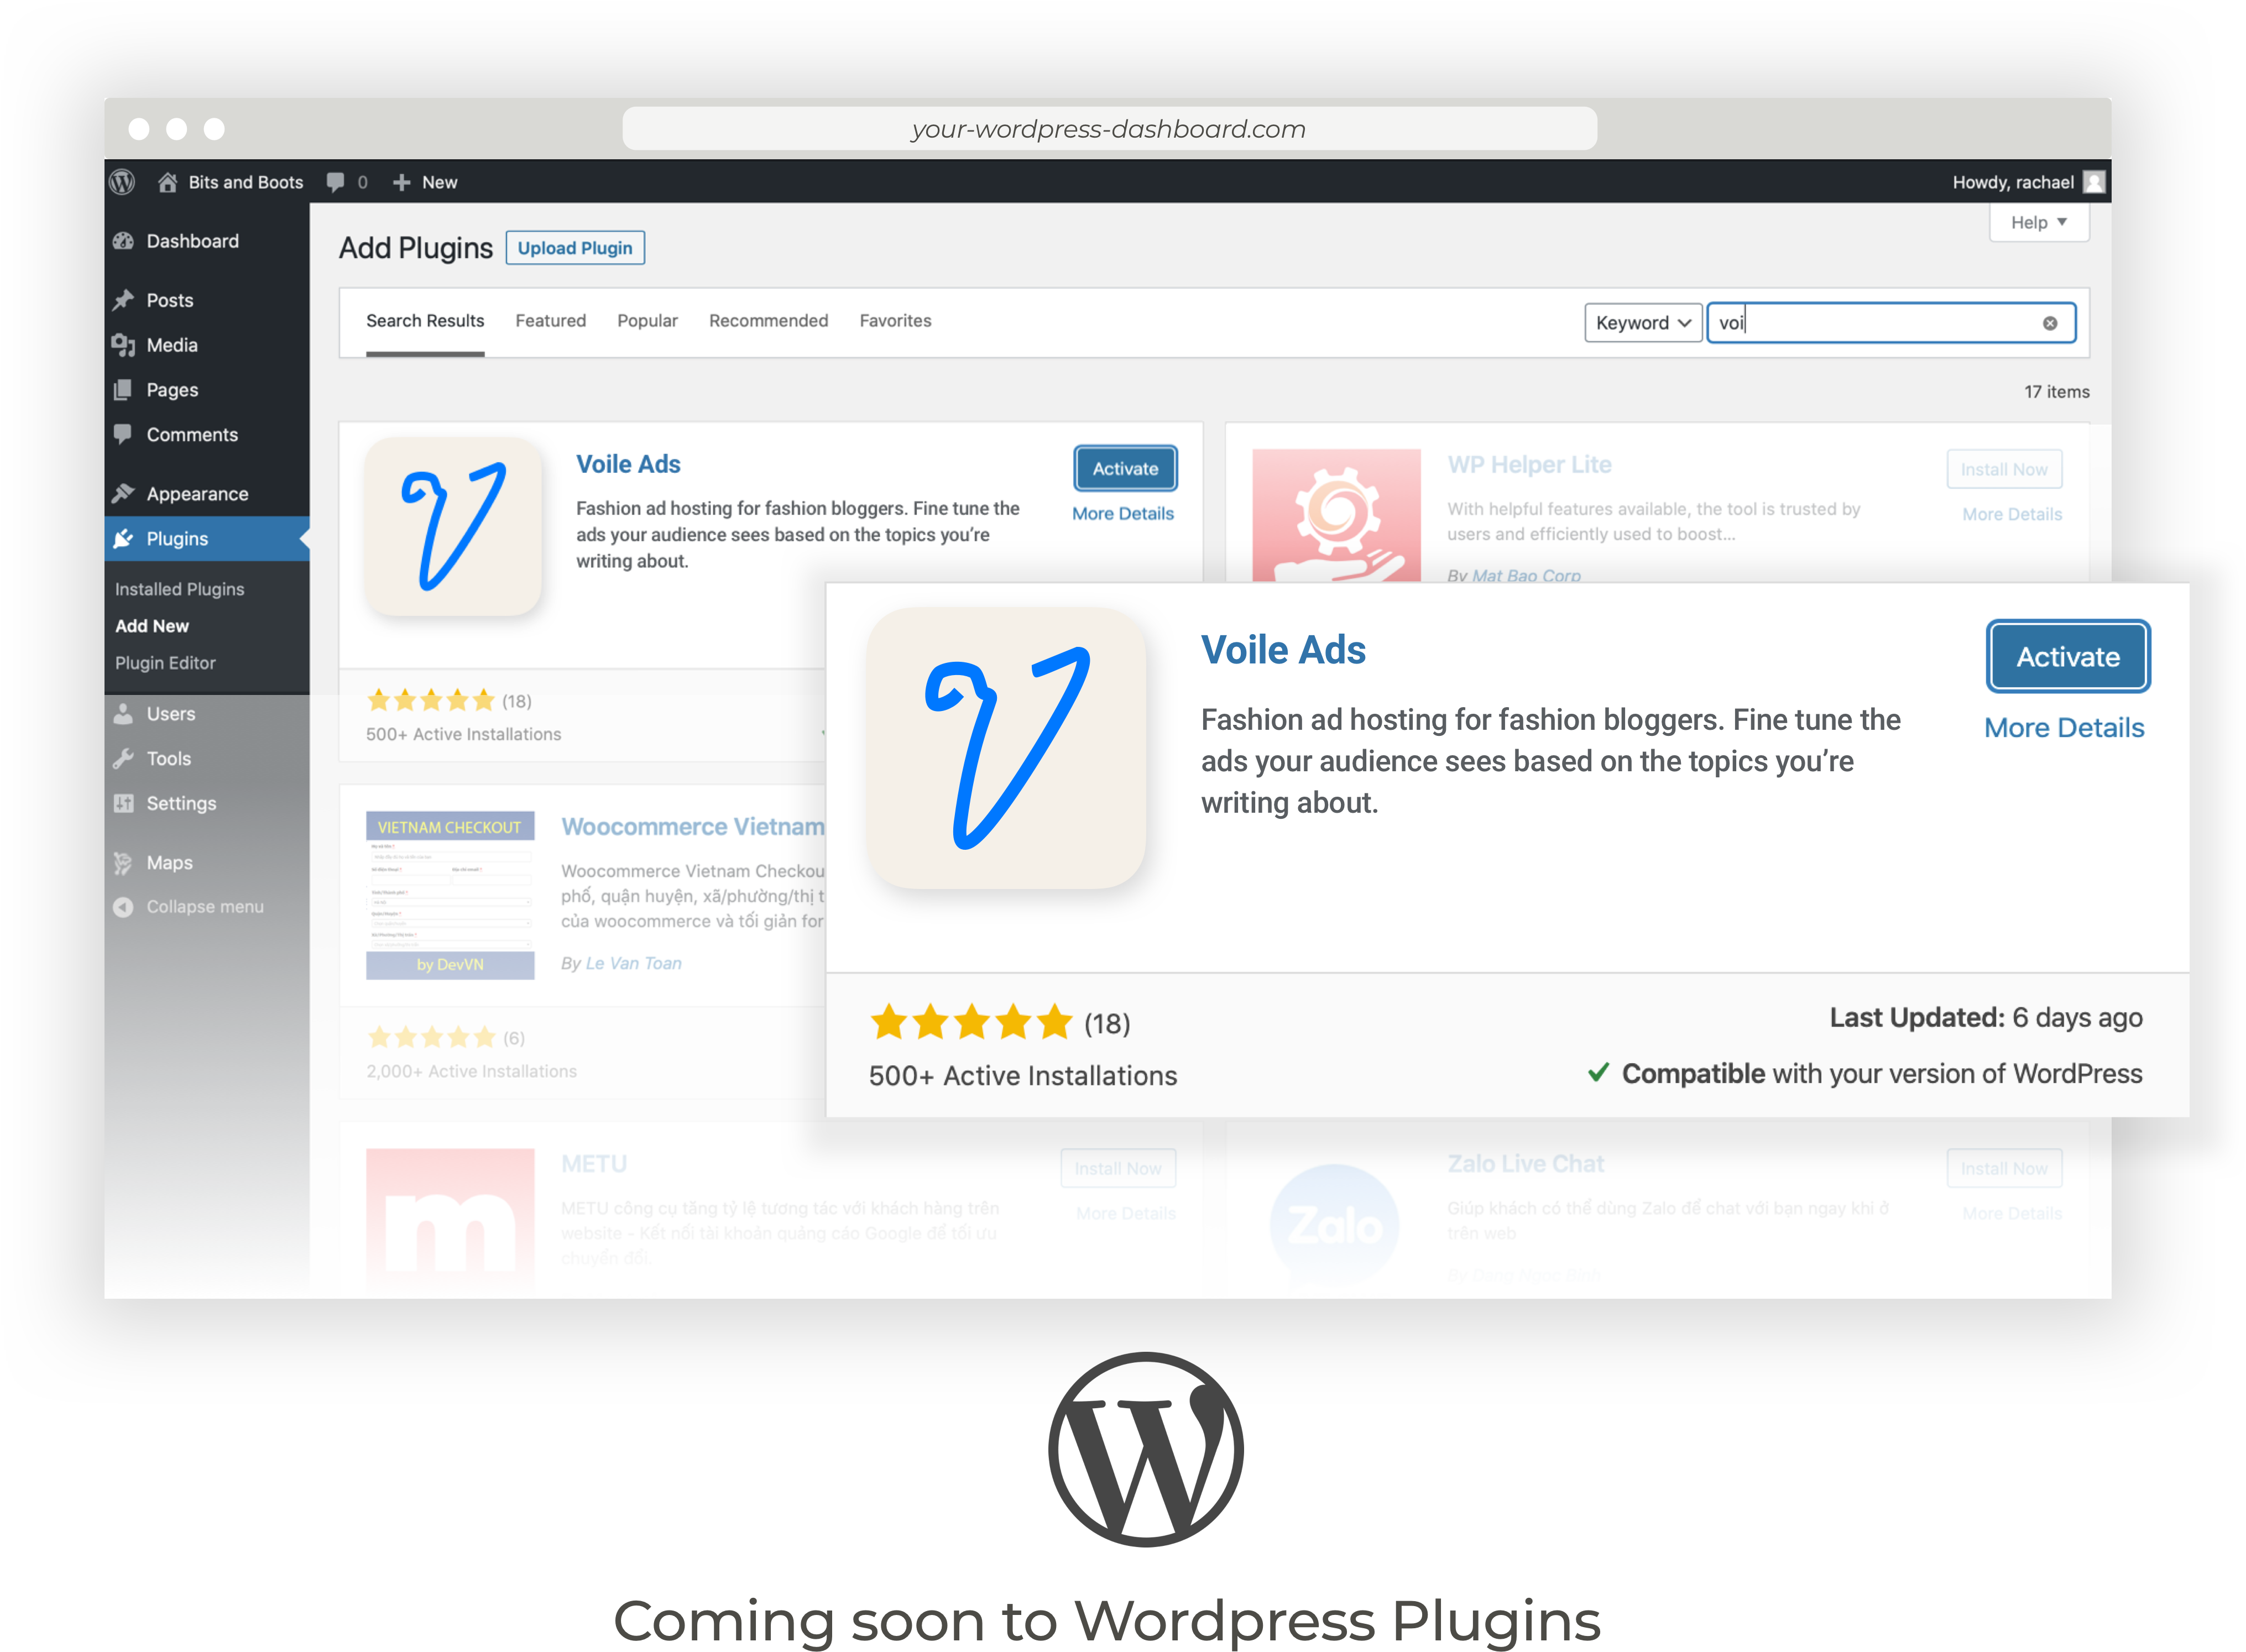 your-wordpress-dashboard.com
Bits and Boots 0 New Howdy, rachael
Help
Dashboard
Posts
Media
Pages
Comments
Appearance
Plugins
Installed Plugins
Add New
Plugin Editor
Users
Tools
Settings
Maps
Collapse menu
Add Plugins Upload Plugin
Search Results Featured Popular Recommended Favorites Keyword voi
17 items
Voile Ads
Activate
More Details
Fashion ad hosting for fashion bloggers. Fine tune the
ads your audience sees based on the topics you’re
writing about.
(18)
500+ Active Installations
WP Helper Lite
Install Now
More Details
With helpful features available, the tool is trusted by
users and efficiently used to boost...
By Mat Bao Corp
Voile Ads
Activate
More Details
Fashion ad hosting for fashion bloggers. Fine tune the
ads your audience sees based on the topics you’re
writing about.
(18)
500+ Active Installations
Last Updated: 6 days ago
Compatible with your version of WordPress
VIETNAM CHECKOUT
by DevVN
Woocommerce Vietnam
Woocommerce Vietnam Checkou
phố, quận huyện, xã/phường/thị t
của woocommerce và tối giản for
By Le Van Toan
(6)
2,000+ Active Installations
m
METU
Install Now
More Details
METU công cụ tăng tỷ lệ tương tác với khách hàng trên
website - Kết nối tài khoản quảng cáo Google để tối ưu
chuyển đổi.
Zalo
Zalo Live Chat
Install Now
More Details
Giúp khách có thể dùng Zalo để chat với bạn ngay khi ở
trên web
Coming soon to Wordpress Plugins